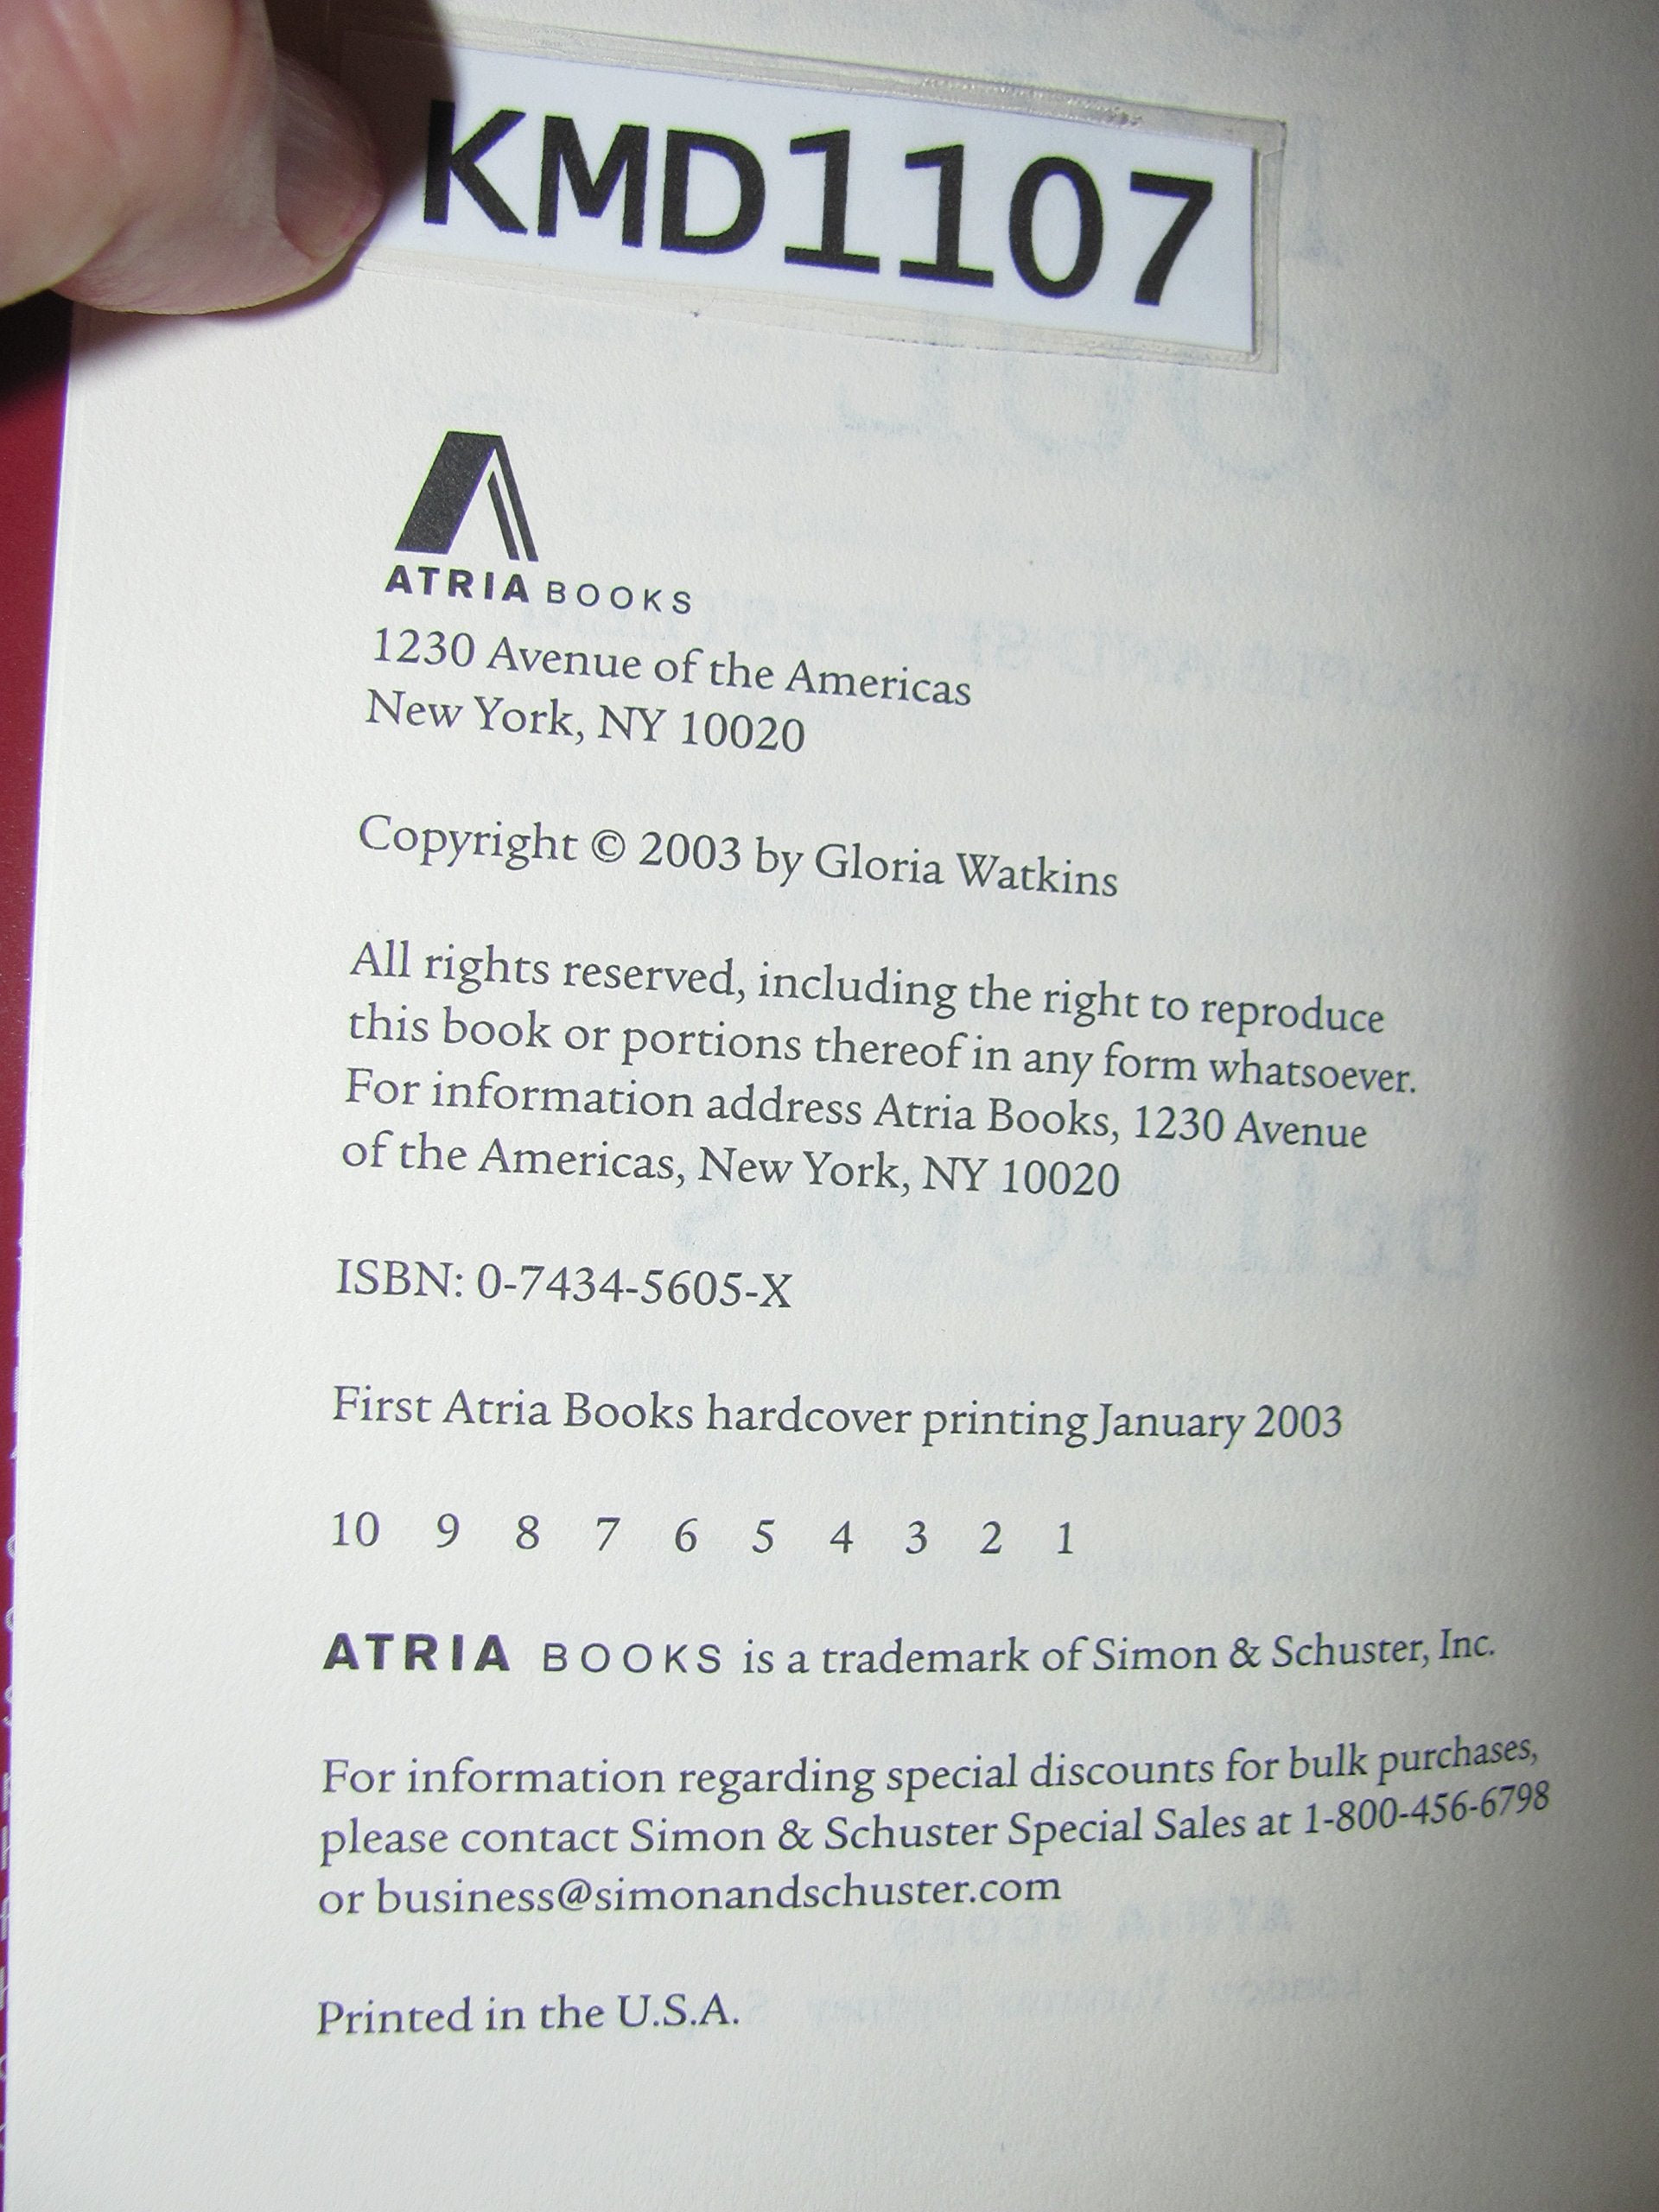 KMD1107
ATRIA BOOKS
1230 Avenue of the Americas
New York, NY 10020
Copyright © 2003 by Gloria Watkins
All rights reserved, including the right to reproduce
this book or portions thereof in any form whatsoever.
For information address Atria Books, 1230 Avenue
of the Americas, New York, NY 10020
ISBN: 0-7434-5605-X
First Atria Books hardcover printing January 2003
10 9 8 7 6 5 4 3 2 1
ATRIA BOOKS is a trademark of Simon & Schuster, Inc.
For information regarding special discounts for bulk purchases,
please contact Simon & Schuster Special Sales at 1-800-456-6798
or business@simonandschuster.com
Printed in the U.S.A.